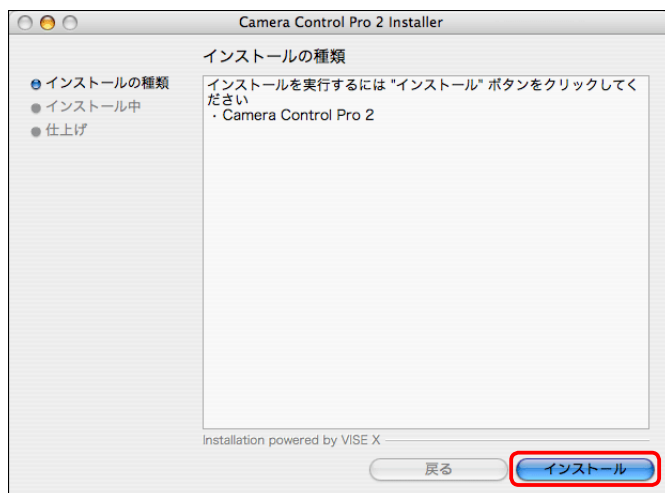 Camera Control Pro 2 Installer
インストールの種類
インストールの種類
インストール中
仕上げ
インストールを実行するには "インストール" ボタンをクリックしてく
ださい
・Camera Control Pro 2
Installation powered by VISE X
戻る
インストール